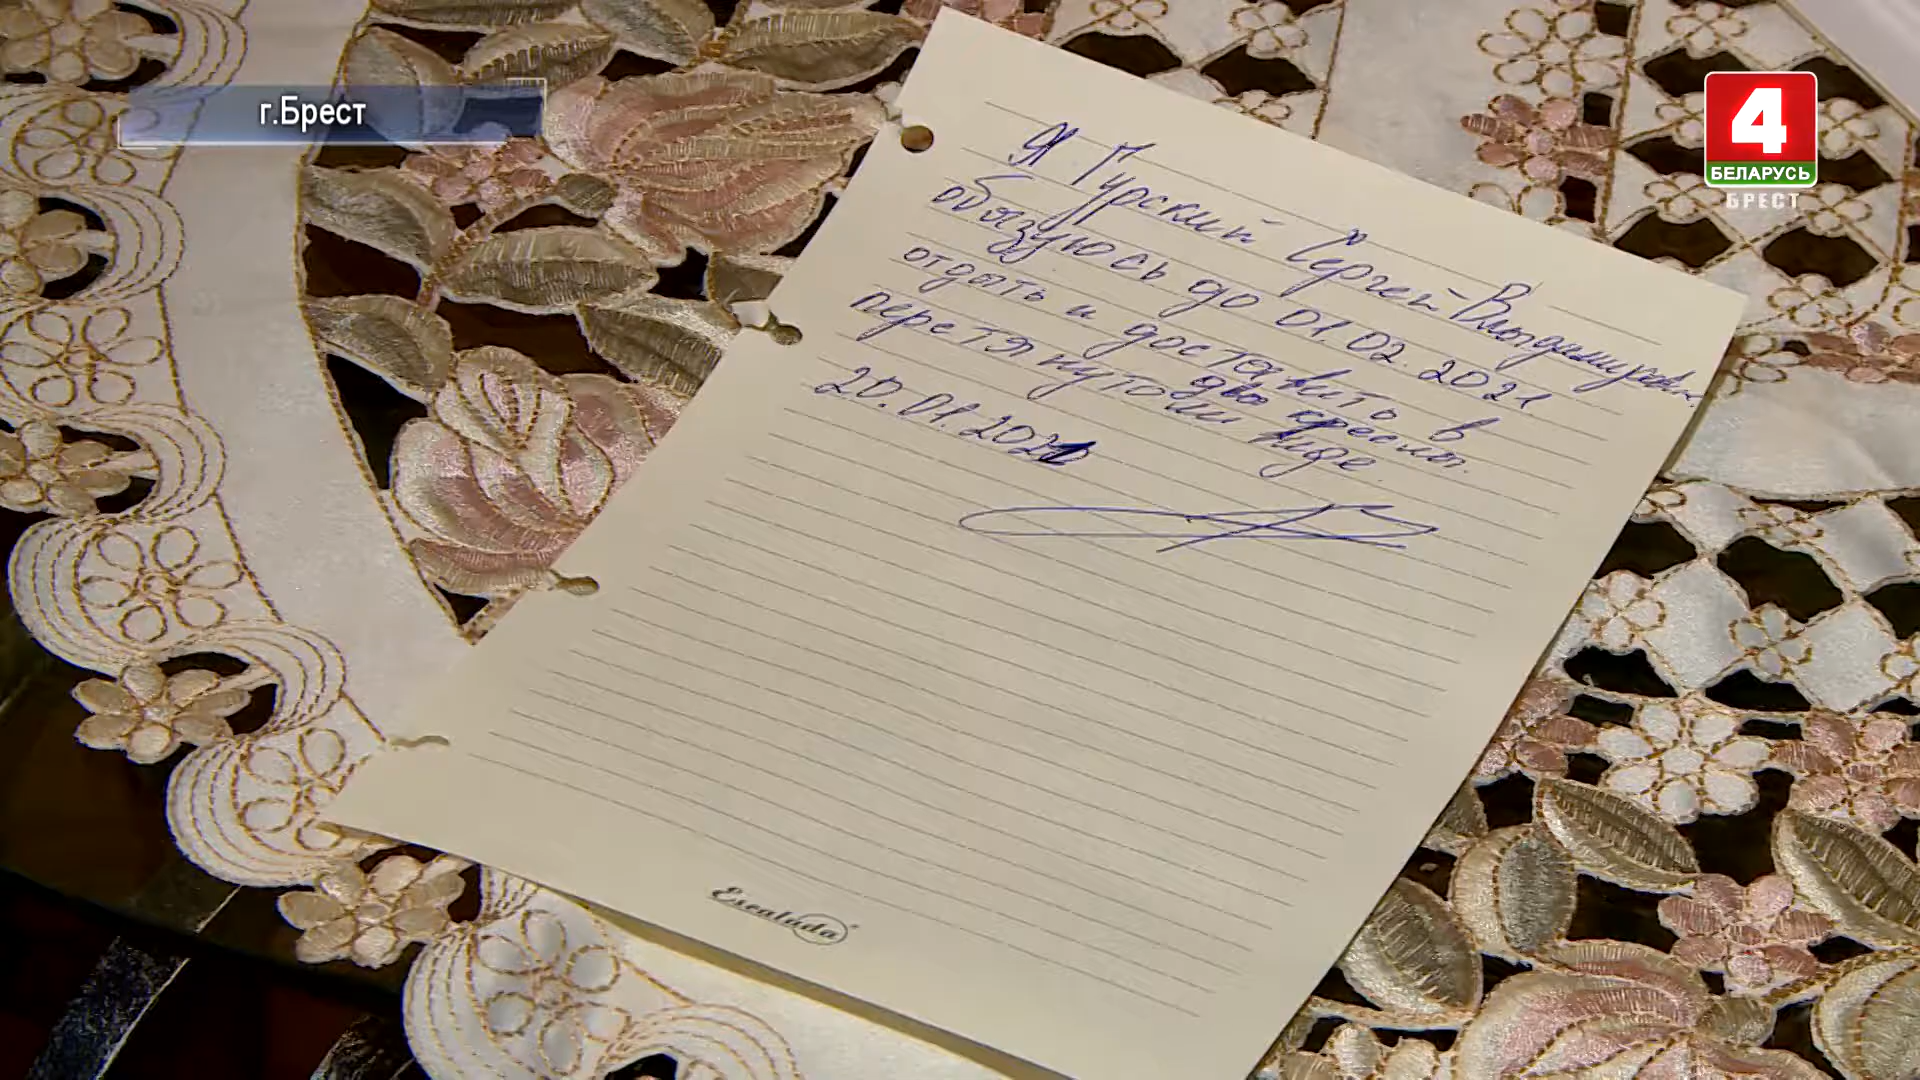 г.Брест
4
БЕЛАРУСЬ
БРЕСТ
Я Гурский Сергей Владимирович
обязуюсь до 01.02.2021
отдать и доставить в
два кресла.
перетянутом виде
20.01.2021
Escalada